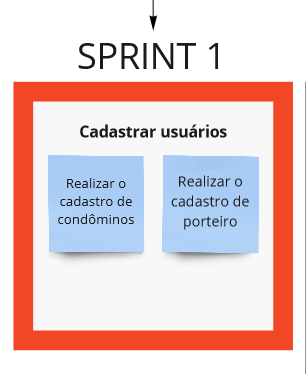 SPRINT 1
Cadastrar usuários
Realizar o
cadastro de
condôminos
Realizar o
cadastro de
porteiro